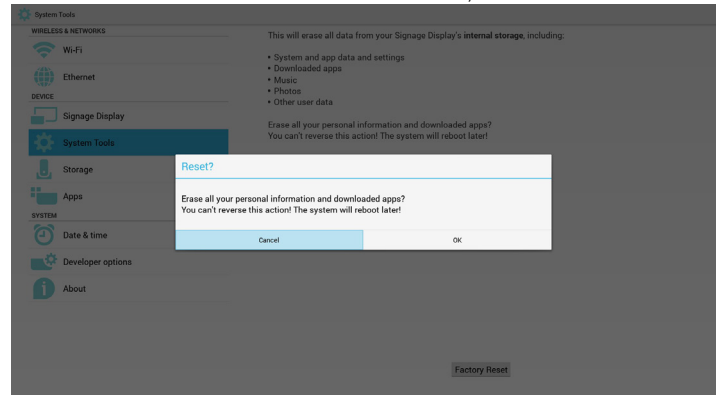 System Tools
WIRELESS & NETWORKS
Wi-Fi
Ethernet
DEVICE
Signage Display
System Tools
Storage
Apps
SYSTEM
Date & time
Developer options
About
This will erase all data from your Signage Display's internal storage, including:
• System and app data and settings
• Downloaded apps
• Music
• Photos
• Other user data
Erase all your personal information and downloaded apps?
You can't reverse this action! The system will reboot later!
Reset?
Erase all your personal information and downloaded apps?
You can't reverse this action! The system will reboot later!
Cancel
OK
Factory Reset